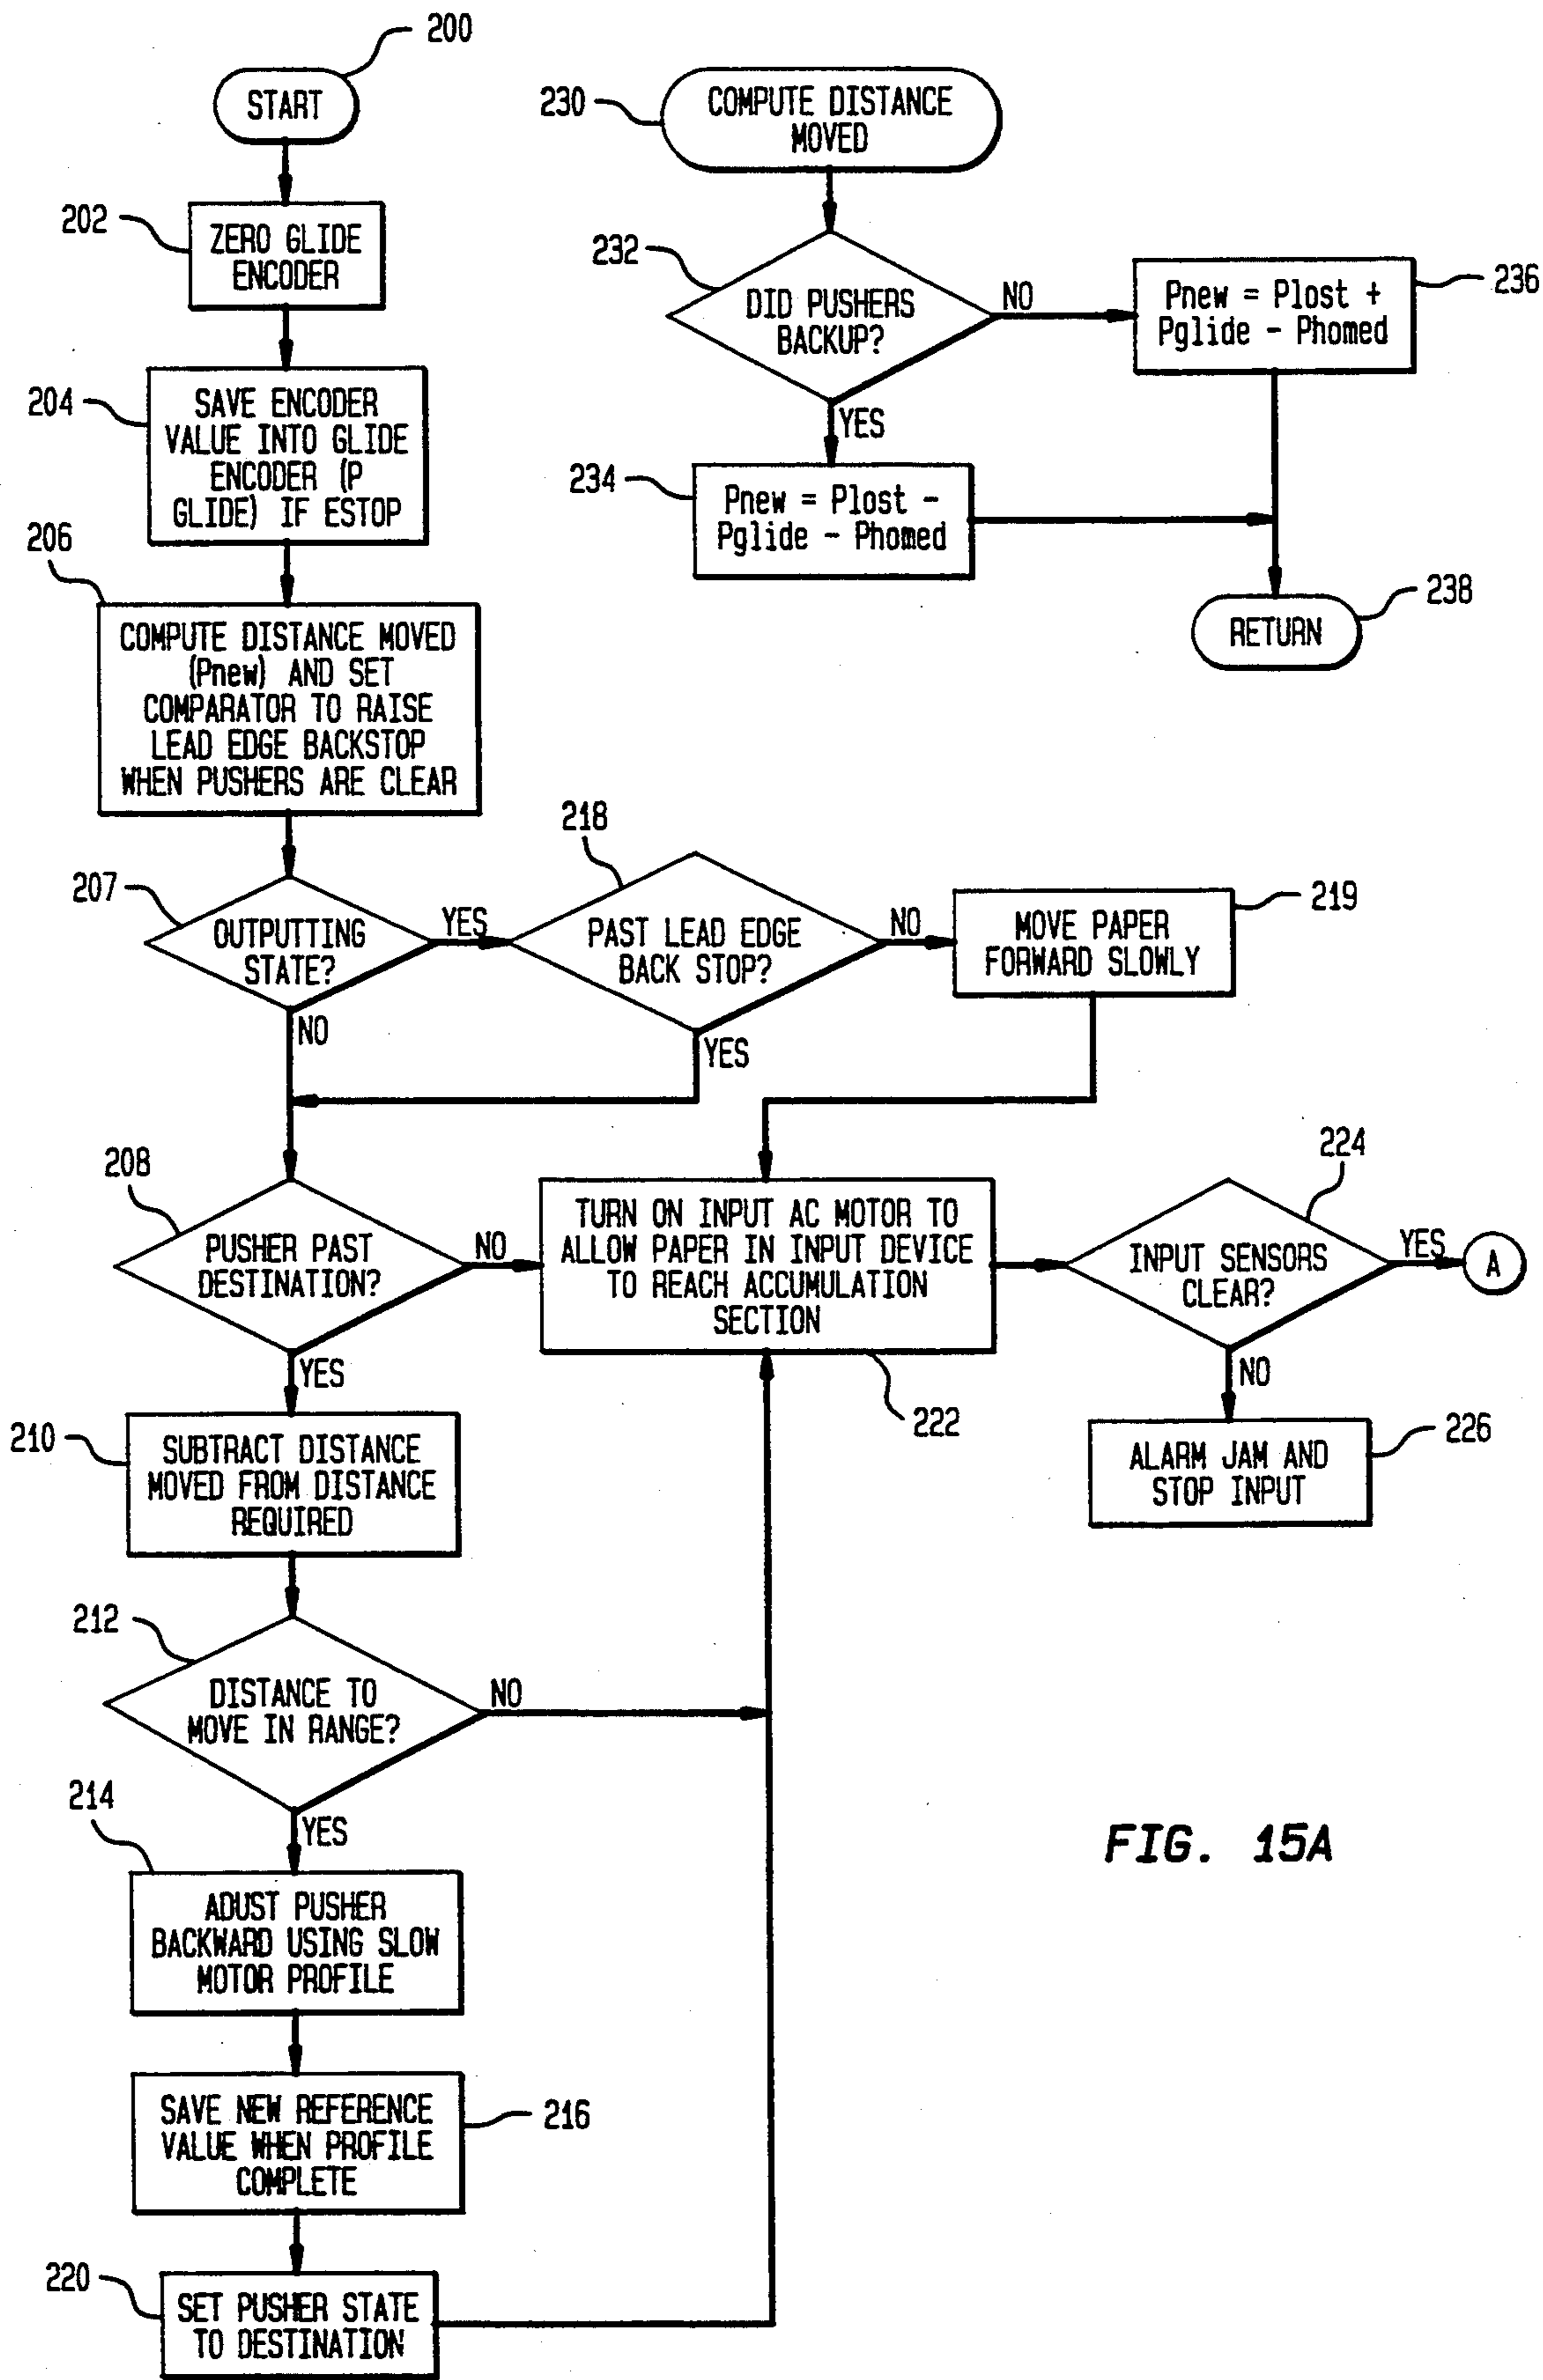 200
START
202
ZERO GLIDE
ENCODER
204
SAVE ENCODER
VALUE INTO GLIDE
ENCODER (P
GLIDE) IF ESTOP
206
COMPUTE DISTANCE MOVED
(Pnew) AND SET
COMPARATOR TO RAISE
LEAD EDGE BACKSTOP
WHEN PUSHERS ARE CLEAR
230
COMPUTE DISTANCE
MOVED
232
DID PUSHERS
BACKUP?
NO
236
Pnew = Plost +
Pglide - Phomed
YES
234
Pnew = Plost -
Pglide - Phomed
238
RETURN
207
OUTPUTTING
STATE?
YES
NO
218
PAST LEAD EDGE
BACK STOP?
NO
YES
219
MOVE PAPER
FORWARD SLOWLY
208
PUSHER PAST
DESTINATION?
NO
YES
TURN ON INPUT AC MOTOR TO
ALLOW PAPER IN INPUT DEVICE
TO REACH ACCUMULATION
SECTION
222
224
INPUT SENSORS
CLEAR?
YES
A
NO
226
ALARM JAM AND
STOP INPUT
210
SUBTRACT DISTANCE
MOVED FROM DISTANCE
REQUIRED
212
DISTANCE TO
MOVE IN RANGE?
NO
YES
214
ADUST PUSHER
BACKWARD USING SLOW
MOTOR PROFILE
216
SAVE NEW REFERENCE
VALUE WHEN PROFILE
COMPLETE
220
SET PUSHER STATE
TO DESTINATION
FIG. 15A